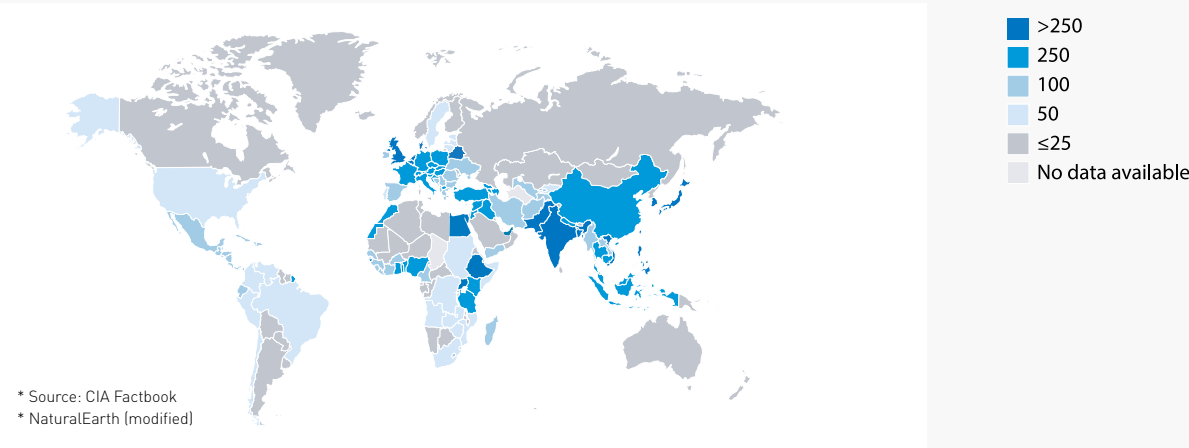 >250
250
100
50
≤25
No data available
* Source: CIA Factbook
* NaturalEarth (modified)